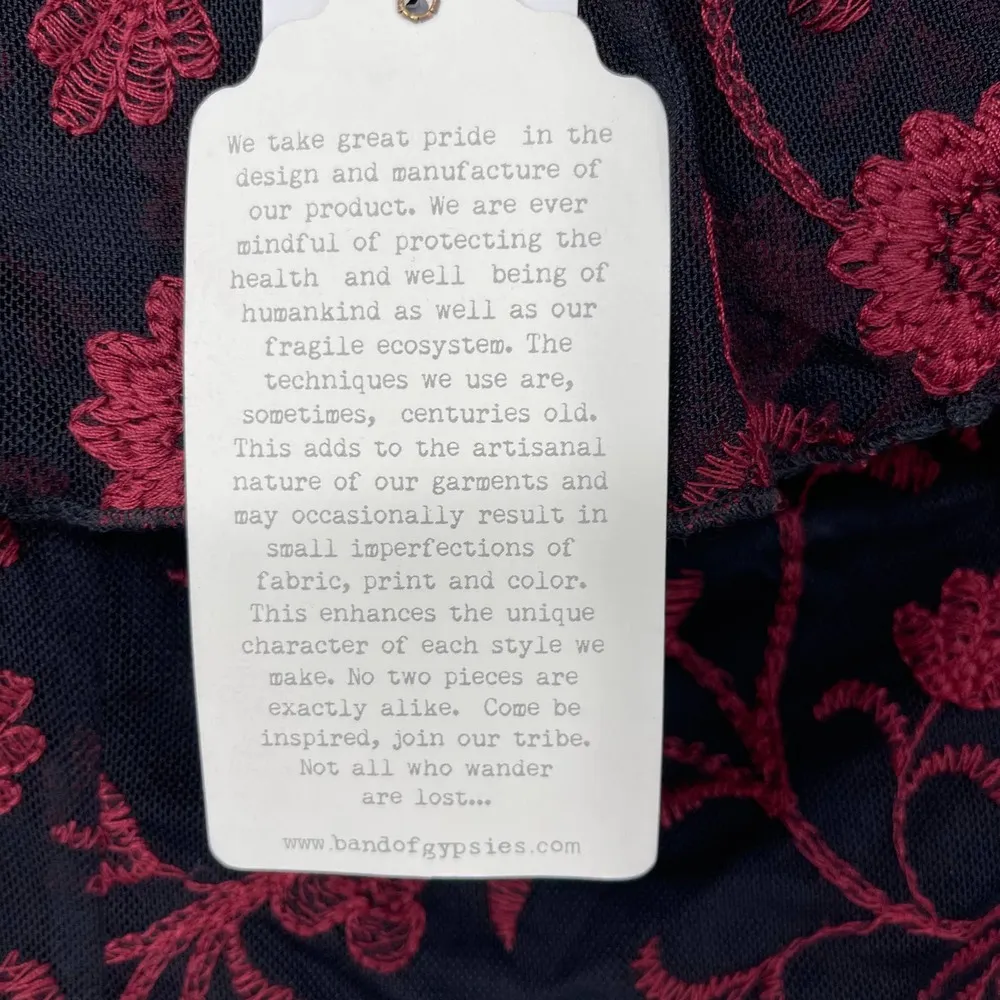 We take great pride in the
design and manufacture of
our product. We are ever
mindful of protecting the
health and well being of
humankind as well as our
fragile ecosystem. The
techniques we use are,
sometimes, centuries old.
This adds to the artisanal
nature of our garments and
may occasionally result in
small imperfections of
fabric, print and color.
This enhances the unique
character of each style we
make. No two pieces are
exactly alike. Come be
inspired, join our tribe.
Not all who wander
are lost...
www.bandofgypsies.com